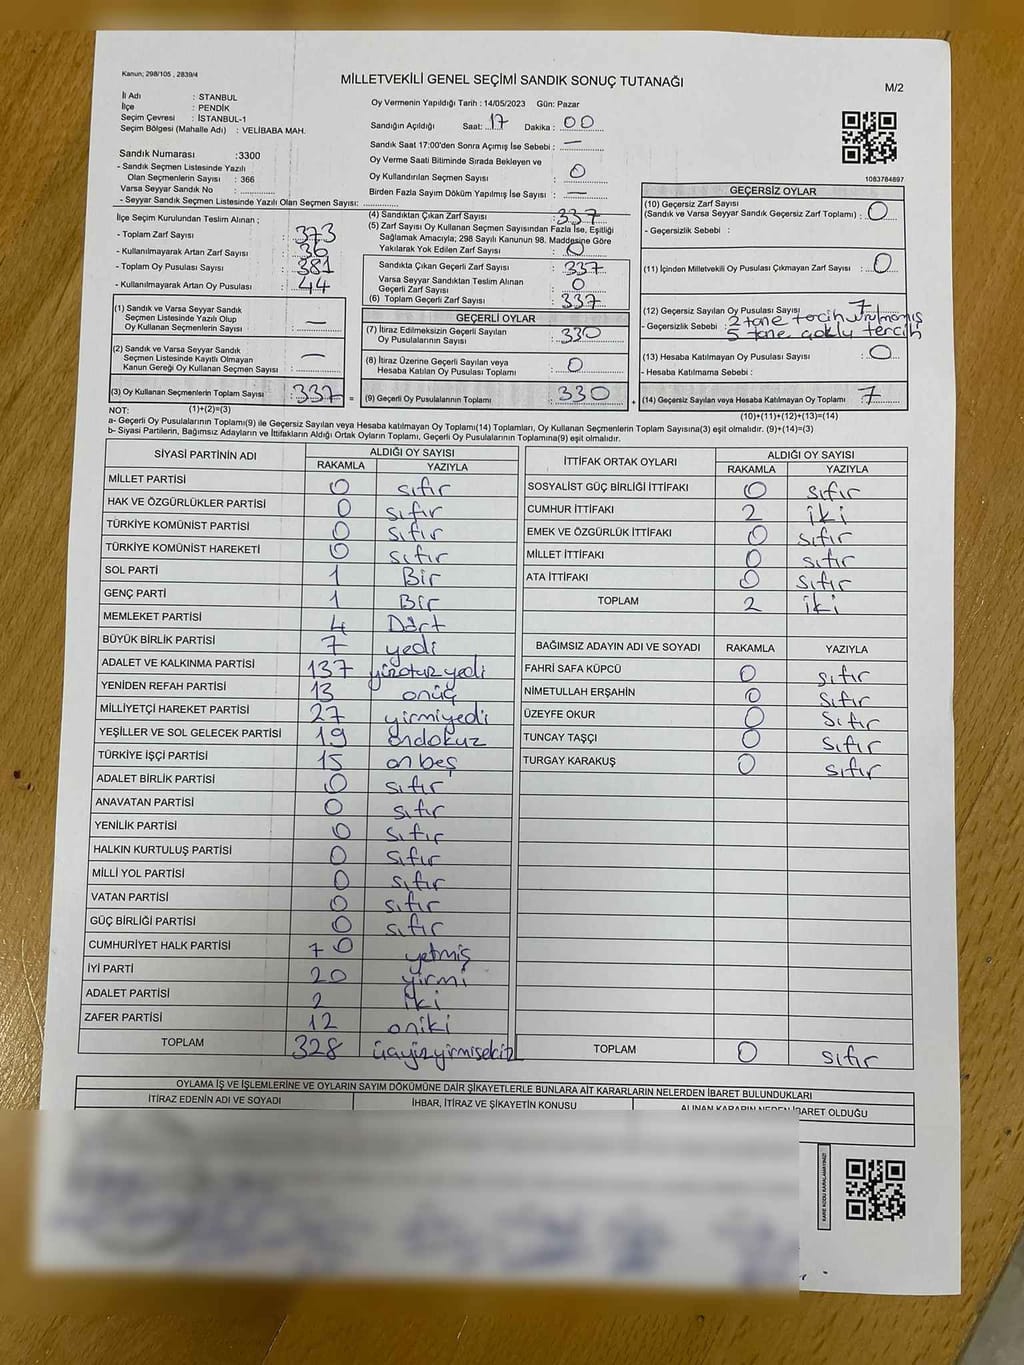 Kanun; 298/105 , 2839/4
MİLLETVEKİLİ GENEL SEÇİMİ SANDIK SONUÇ TUTANAĞI
M/2
İl Adı : STANBUL
İlçe : PENDİK
Seçim Çevresi : İSTANBUL-1
Seçim Bölgesi (Mahalle Adı) : VELİBABA MAH.
Oy Vermenin Yapıldığı Tarih : 14/05/2023 Gün: Pazar
Sandığın Açıldığı Saat: 17 Dakika : 00
Sandık Saat 17:00'den Sonra Açımış İse Sebebi : —
Oy Verme Saati Bitiminde Sırada Bekleyen ve
Oy Kullandırılan Seçmen Sayısı : 0
Birden Fazla Sayım Döküm Yapılmış İse Sayısı : —
1083784897
Sandık Numarası :3300
- Sandık Seçmen Listesinde Yazılı
Olan Seçmenlerin Sayısı : 366
Varsa Seyyar Sandık No :
- Seyyar Sandık Seçmen Listesinde Yazılı Olan Seçmen Sayısı:
İlçe Seçim Kurulundan Teslim Alınan ;
- Toplam Zarf Sayısı : 373
- Kullanılmayarak Artan Zarf Sayısı : 36
- Toplam Oy Pusulası Sayısı : 381
- Kullanılmayarak Artan Oy Pusulası : 44
(1) Sandık ve Varsa Seyyar Sandık
Seçmen Listesinde Yazılı Olup
Oy Kullanan Seçmenlerin Sayısı : —
(2) Sandık ve Varsa Seyyar Sandık
Seçmen Listesinde Kayıtlı Olmayan
Kanun Gereği Oy Kullanan Seçmen Sayısı : —
(3) Oy Kullanan Seçmenlerin Toplam Sayısı : 337 =
(1)+(2)=(3)
(4) Sandıktan Çıkan Zarf Sayısı : 337
(5) Zarf Sayısı Oy Kullanan Seçmen Sayısından Fazla İse, Eşitliği
Sağlamak Amacıyla; 298 Sayılı Kanunun 98. Maddesine Göre
Yakılarak Yok Edilen Zarf Sayısı : 0
Sandıkta Çıkan Geçerli Zarf Sayısı : 337
Varsa Seyyar Sandıktan Teslim Alınan
Geçerli Zarf Sayısı : 0
(6) Toplam Geçerli Zarf Sayısı : 337
GEÇERLİ OYLAR
(7) İtiraz Edilmeksizin Geçerli Sayılan
Oy Pusulalarının Sayısı : 330
(8) İtiraz Üzerine Geçerli Sayılan veya
Hesaba Katılan Oy Pusulası Toplamı : 0
(9) Geçerli Oy Pusulalarının Toplamı : 330 +
GEÇERSİZ OYLAR
(10) Geçersiz Zarf Sayısı
(Sandık ve Varsa Seyyar Sandık Geçersiz Zarf Toplamı) : 0
- Geçersizlik Sebebi :
(11) İçinden Milletvekili Oy Pusulası Çıkmayan Zarf Sayısı : 0
(12) Geçersiz Sayılan Oy Pusulası Sayısı 7
- Geçersizlik Sebebi : 2 tane tercih vrulmamış
5 tane çoklu tercih
(13) Hesaba Katılmayan Oy Pusulası Sayısı : 0
- Hesaba Katılmama Sebebi :
(14) Geçersiz Sayılan veya Hesaba Katılmayan Oy Toplamı : 7
(10)+(11)+(12)+(13)=(14)
NOT:
a- Geçerli Oy Pusulalarının Toplamı(9) ile Geçersiz Sayılan veya Hesaba katılmayan Oy Toplamı(14) Toplamları, Oy Kullanan Seçmenlerin Toplam Sayısına(3) eşit olmalıdır. (9)+(14)=(3)
b- Siyasi Partilerin, Bağımsız Adayların ve İttifakların Aldığı Ortak Oyların Toplamı, Geçerli Oy Pusulalarının Toplamına(9) eşit olmalıdır.
SİYASİ PARTİNİN ADI ALDIĞI OY SAYISI
RAKAMLA YAZIYLA
MİLLET PARTİSİ 0 sıfır
HAK VE ÖZGÜRLÜKLER PARTİSİ 0 sıfır
TÜRKİYE KOMÜNİST PARTİSİ 0 sıfır
TÜRKİYE KOMÜNİST HAREKETİ 0 sıfır
SOL PARTİ 1 Bir
GENÇ PARTİ 1 Bir
MEMLEKET PARTİSİ 4 Dört
BÜYÜK BİRLİK PARTİSİ 7 yedi
ADALET VE KALKINMA PARTİSİ 137 yüzotuzyedi
YENİDEN REFAH PARTİSİ 13 onüç
MİLLİYETÇİ HAREKET PARTİSİ 27 yirmiyedi
YEŞİLLER VE SOL GELECEK PARTİSİ 19 ondokuz
TÜRKİYE İŞÇİ PARTİSİ 15 onbeş
ADALET BİRLİK PARTİSİ 0 sıfır
ANAVATAN PARTİSİ 0 sıfır
YENİLİK PARTİSİ 0 sıfır
HALKIN KURTULUŞ PARTİSİ 0 sıfır
MİLLİ YOL PARTİSİ 0 sıfır
VATAN PARTİSİ 0 sıfır
GÜÇ BİRLİĞİ PARTİSİ 0 sıfır
CUMHURİYET HALK PARTİSİ 70 yetmiş
İYİ PARTİ 20 yirmi
ADALET PARTİSİ 2 iki
ZAFER PARTİSİ 12 oniki
TOPLAM 328 üçyüzyirmisekiz
İTTİFAK ORTAK OYLARI ALDIĞI OY SAYISI
RAKAMLA YAZIYLA
SOSYALİST GÜÇ BİRLİĞİ İTTİFAKI 0 sıfır
CUMHUR İTTİFAKI 2 iki
EMEK VE ÖZGÜRLÜK İTTİFAKI 0 sıfır
MİLLET İTTİFAKI 0 sıfır
ATA İTTİFAKI 0 sıfır
TOPLAM 2 iki
BAĞIMSIZ ADAYIN ADI VE SOYADI RAKAMLA YAZIYLA
FAHRİ SAFA KÜPCÜ 0 sıfır
NİMETULLAH ERŞAHİN 0 sıfır
ÜZEYFE OKUR 0 sıfır
TUNCAY TAŞÇI 0 sıfır
TURGAY KARAKUŞ 0 sıfır
TOPLAM 0 sıfır
OYLAMA İŞ VE İŞLEMLERİNE VE OYLARIN SAYIM DÖKÜMÜNE DAİR ŞİKAYETLERLE BUNLARA AİT KARARLARIN NELERDEN İBARET BULUNDUKLARI
İTİRAZ EDENİN ADI VE SOYADI İHBAR, İTİRAZ VE ŞİKAYETİN KONUSU ALINAN KARARIN NEDEN İBARET OLDUĞU
KARE KODU KARALAMAYINIZ!